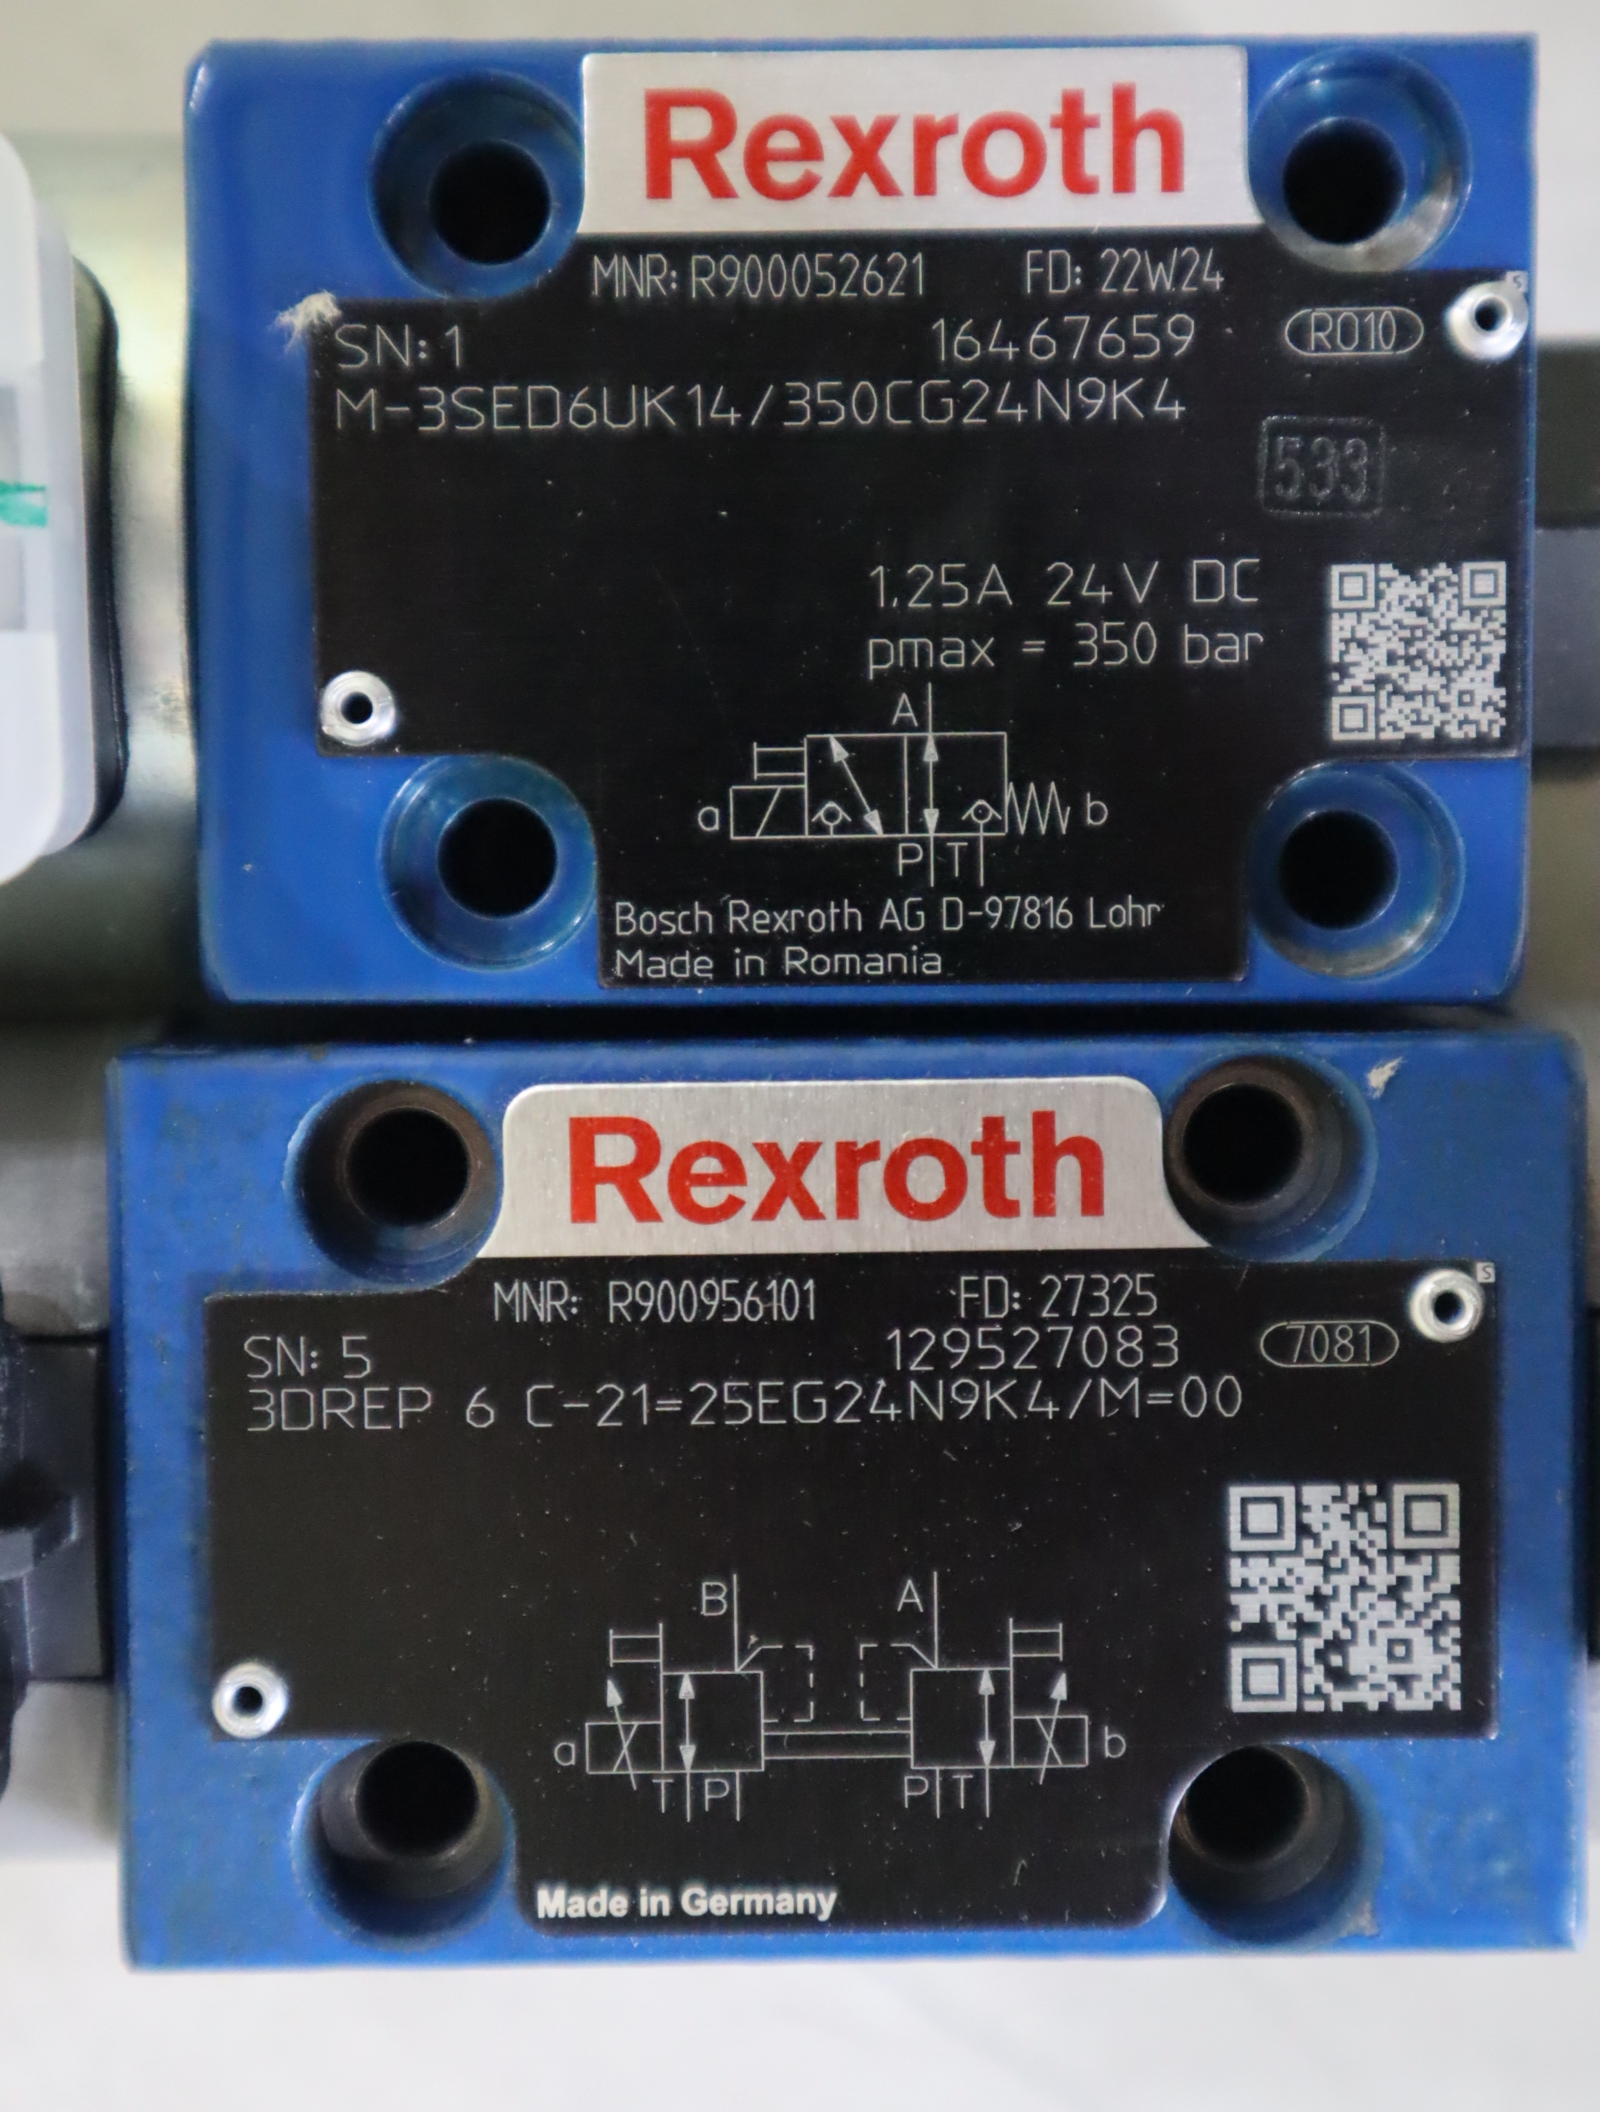 Rexroth
MNR: R900052621 FD: 22W24
SN: 1 16467659 RO10
M-3SED6UK14/350CG24N9K4
533
1.25A 24V DC
pmax = 350 bar
A
a b
P T
Bosch Rexroth AG D-97816 Lohr
Made in Romania
Rexroth
MNR: R900956101 FD: 27325
SN: 5 129527083 7081
3DREP 6 C-21=25EG24N9K4/M=00
B A
a b
T P P T
Made in Germany